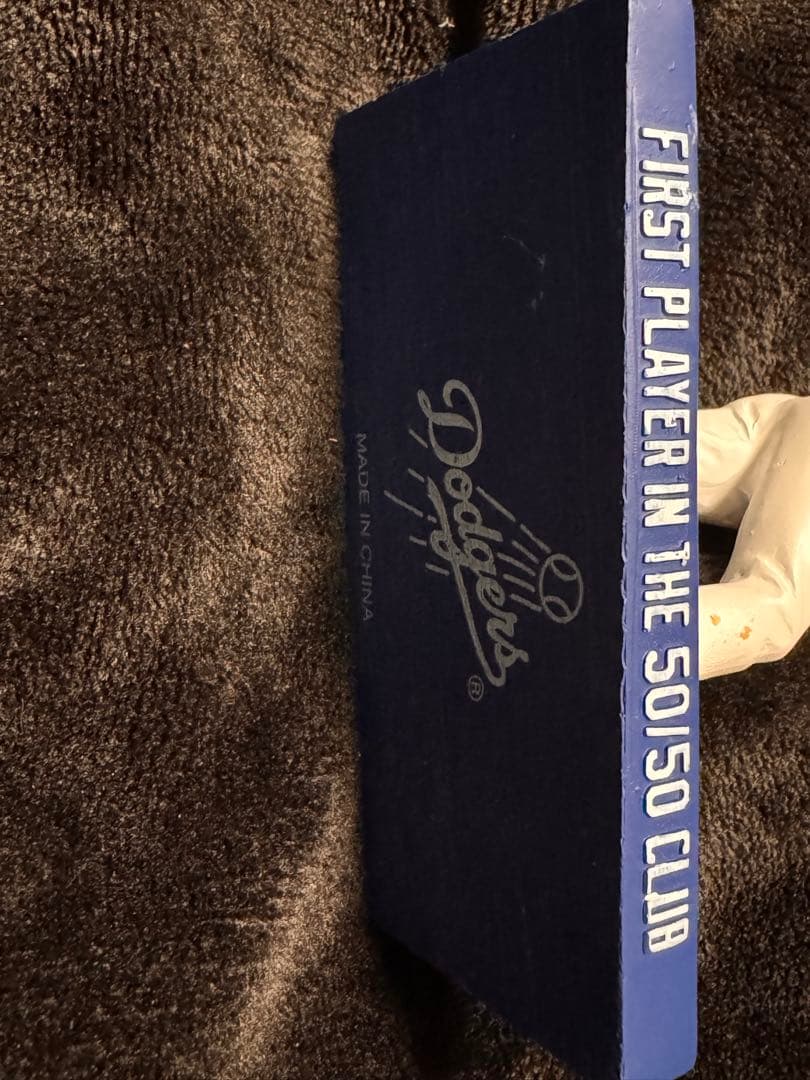 FIRST PLAYER IN THE 50/50 CLUB
Dodgers
®
MADE IN CHINA